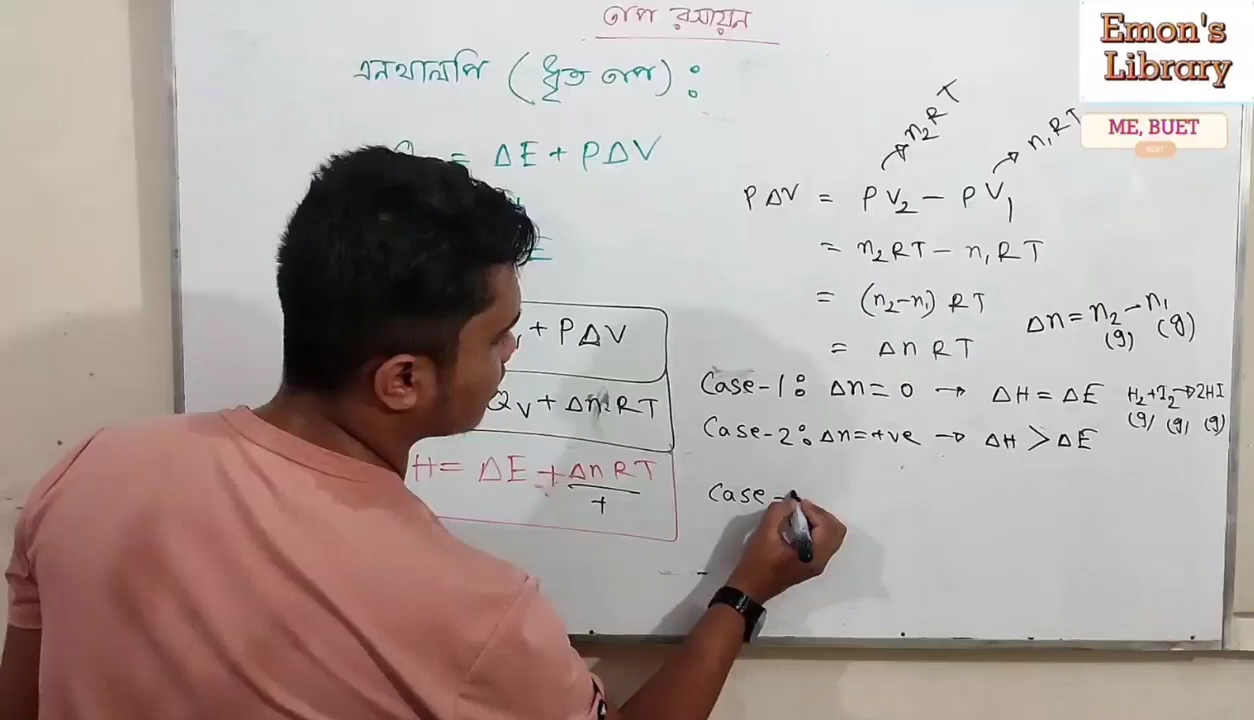 তাপ রসায়ন
এনথালপি (ধৃত তাপ) :
= ΔE + PΔV
E
+ PΔV
Q_V + Δn RT
H = ΔE + Δn RT
+
n₂RT
n₁RT
PΔV = PV₂ - PV₁
= n₂RT - n₁RT
= (n₂-n₁) RT
= Δn RT
Δn = n₂ - n₁
(g) (g)
Case-1: Δn = 0 → ΔH = ΔE H₂+I₂→2HI
(g) (g) (g)
Case-2: Δn = +ve → ΔH > ΔE
Case -
Emon's
Library
ME, BUET